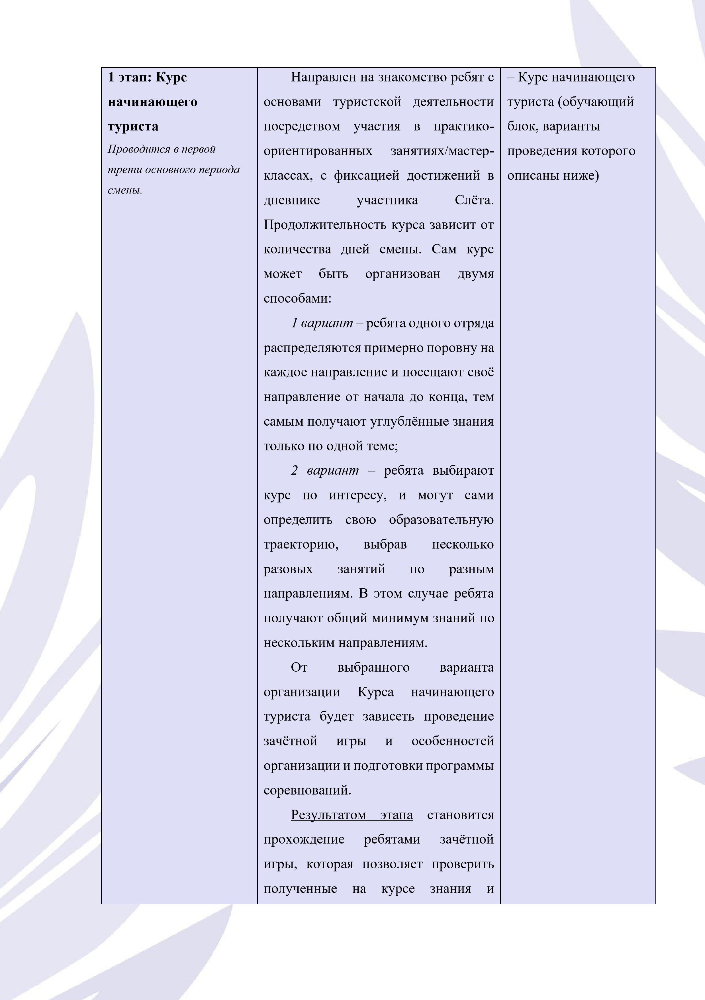 1 этап: Курс
начинающего
туриста
Проводится в первой
трети основного периода
смены.
Направлен на знакомство ребят с
основами туристской деятельности
посредством участия в практико-
ориентированных занятиях/мастер-
классах, с фиксацией достижений в
дневнике участника Слёта.
Продолжительность курса зависит от
количества дней смены. Сам курс
может быть организован двумя
способами:
1 вариант – ребята одного отряда
распределяются примерно поровну на
каждое направление и посещают своё
направление от начала до конца, тем
самым получают углублённые знания
только по одной теме;
2 вариант – ребята выбирают
курс по интересу, и могут сами
определить свою образовательную
траекторию, выбрав несколько
разовых занятий по разным
направлениям. В этом случае ребята
получают общий минимум знаний по
нескольким направлениям.
От выбранного варианта
организации Курса начинающего
туриста будет зависеть проведение
зачётной игры и особенностей
организации и подготовки программы
соревнований.
Результатом этапа становится
прохождение ребятами зачётной
игры, которая позволяет проверить
полученные на курсе знания и
– Курс начинающего
туриста (обучающий
блок, варианты
проведения которого
описаны ниже)